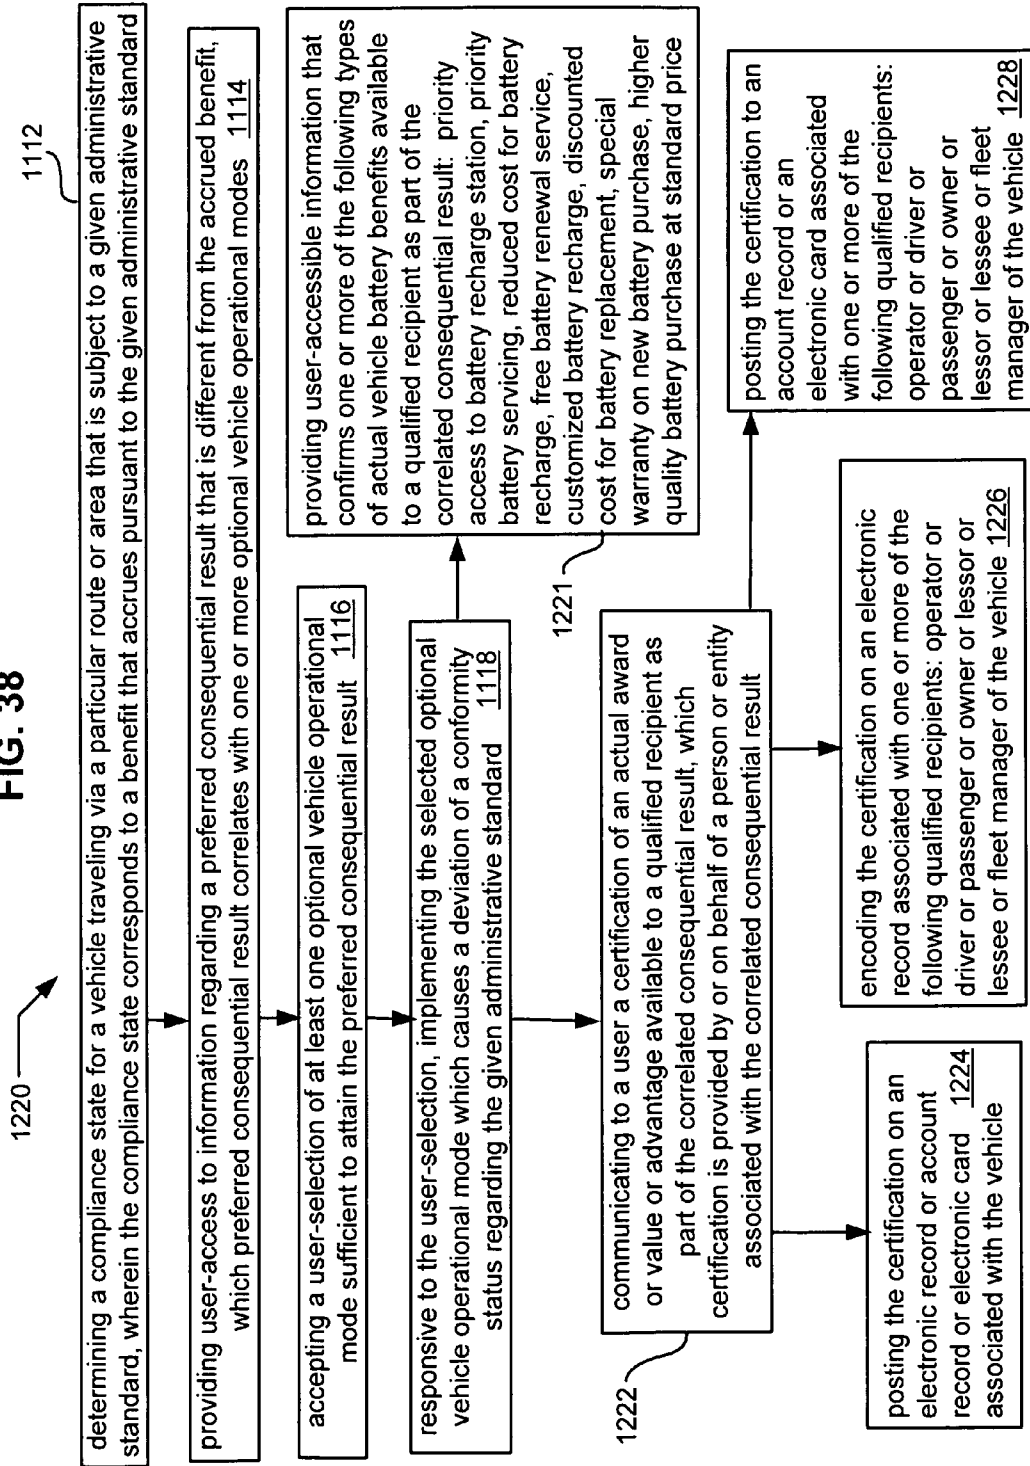 FIG. 38
1220
1112
determining a compliance state for a vehicle traveling via a particular route or area that is subject to a given administrative
standard, wherein the compliance state corresponds to a benefit that accrues pursuant to the given administrative standard
providing user-access to information regarding a preferred consequential result that is different from the accrued benefit,
which preferred consequential result correlates with one or more optional vehicle operational modes 1114
accepting a user-selection of at least one optional vehicle operational
mode sufficient to attain the preferred consequential result 1116
responsive to the user-selection, implementing the selected optional
vehicle operational mode which causes a deviation of a conformity
status regarding the given administrative standard 1118
providing user-accessible information that
confirms one or more of the following types
of actual vehicle battery benefits available
to a qualified recipient as part of the
correlated consequential result: priority
access to battery recharge station, priority
battery servicing, reduced cost for battery
recharge, free battery renewal service,
customized battery recharge, discounted
cost for battery replacement, special
warranty on new battery purchase, higher
quality battery purchase at standard price
1221
1222
communicating to a user a certification of an actual award
or value or advantage available to a qualified recipient as
part of the correlated consequential result, which
certification is provided by or on behalf of a person or entity
associated with the correlated consequential result
posting the certification on an
electronic record or account
record or electronic card 1224
associated with the vehicle
encoding the certification on an electronic
record associated with one or more of the
following qualified recipients: operator or
driver or passenger or owner or lessor or
lessee or fleet manager of the vehicle 1226
posting the certification to an
account record or an
electronic card associated
with one or more of the
following qualified recipients:
operator or driver or
passenger or owner or
lessor or lessee or fleet
manager of the vehicle 1228